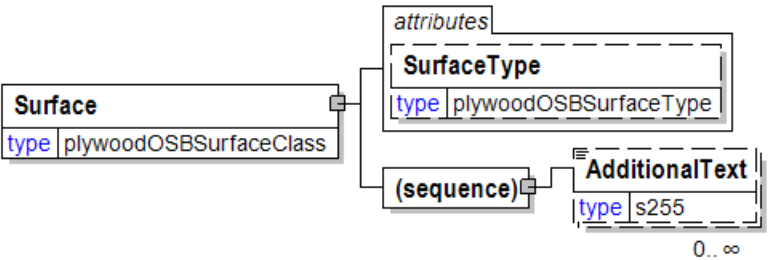 attributes
SurfaceType
type plywoodOSBSurfaceType
Surface
type plywoodOSBSurfaceClass
(sequence)
AdditionalText
type s255
0.. ∞